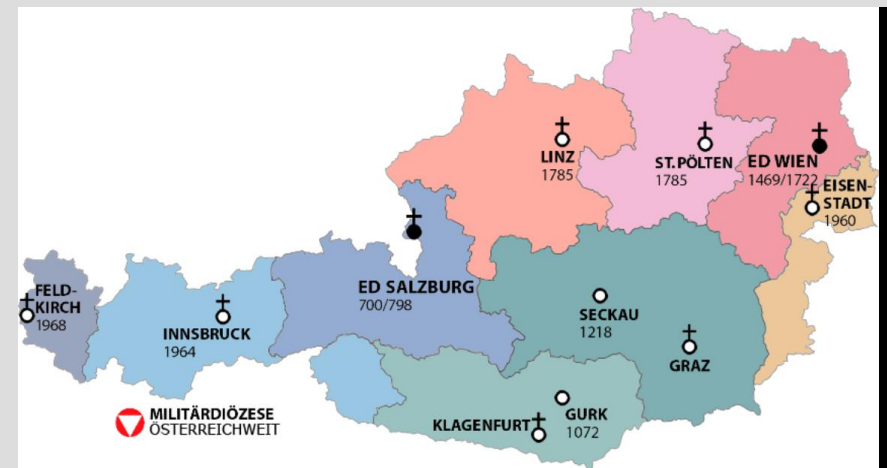 LINZ
1785
ST. PÖLTEN
1785
ED WIEN
1469/1722
EISEN-
STADT
1960
FELD-
KIRCH
1968
INNSBRUCK
1964
ED SALZBURG
700/798
SECKAU
1218
GRAZ
GURK
1072
KLAGENFURT
MILITÄRDIÖZESE
ÖSTERREICHWEIT